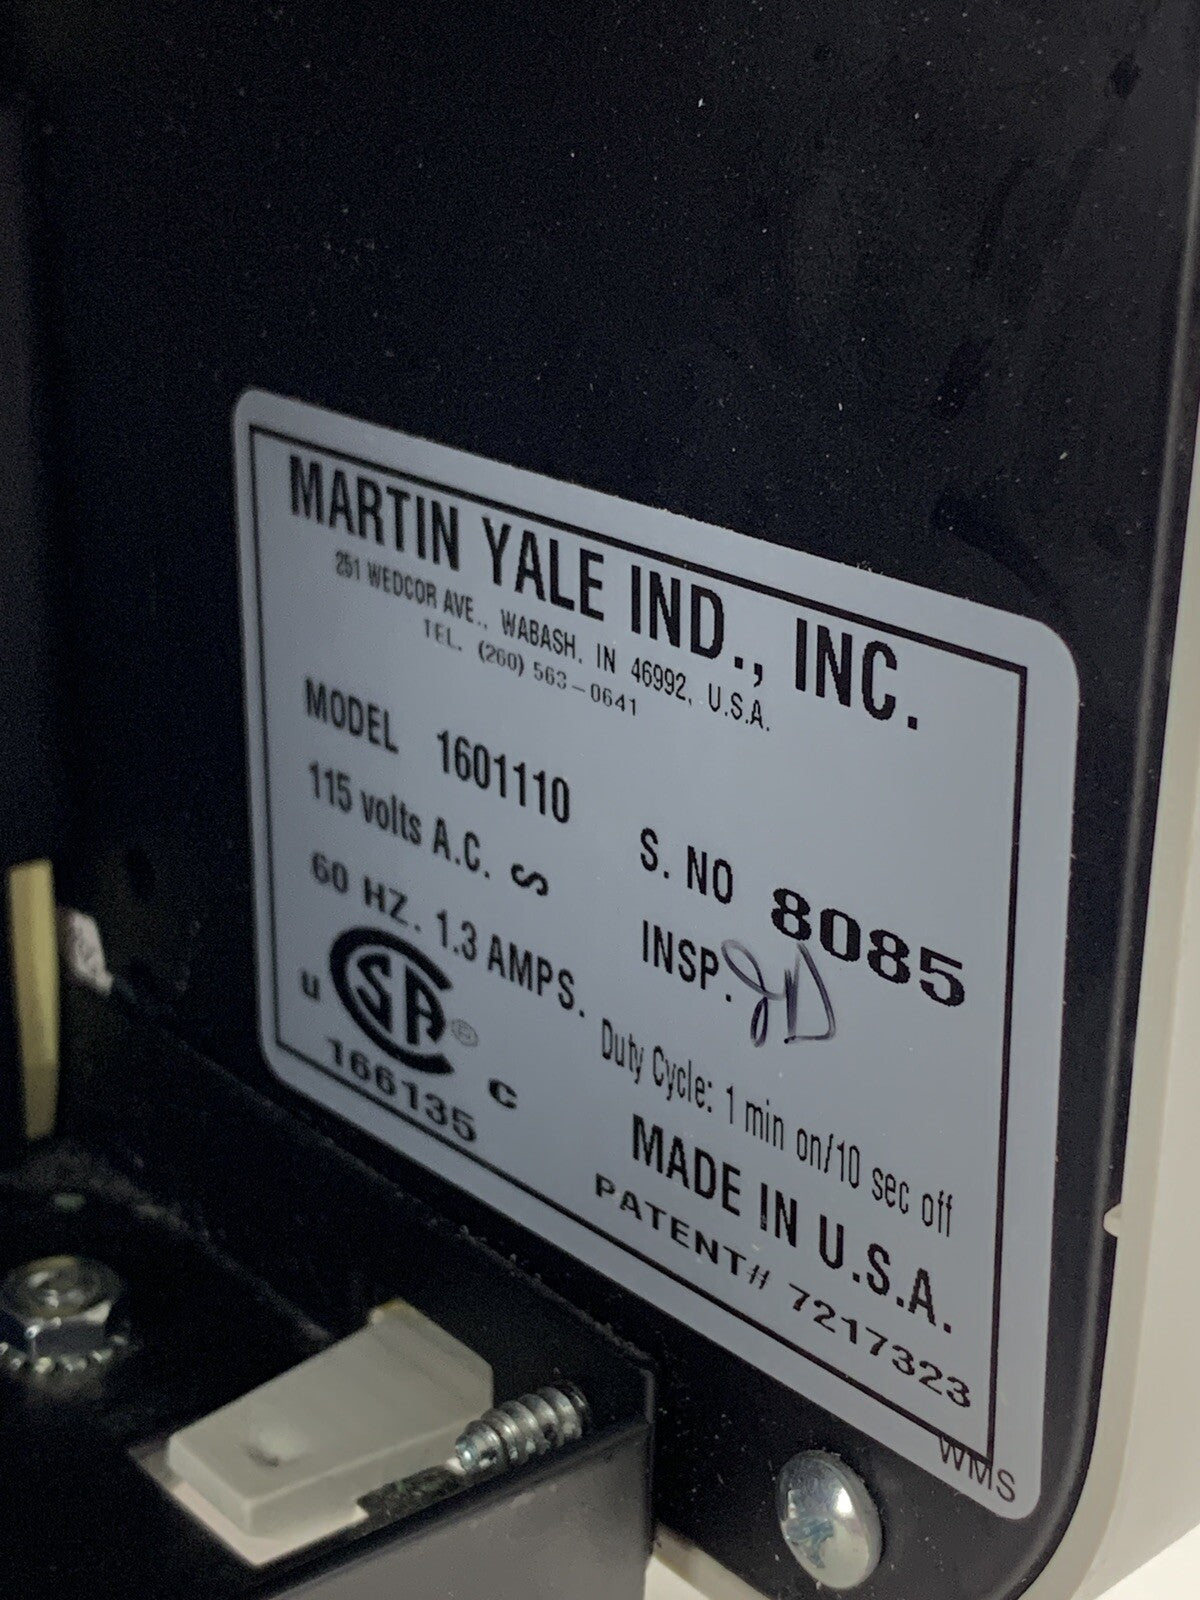 MARTIN YALE IND., INC.
251 WEDCOR AVE., WABASH, IN 46992, U.S.A.
TEL. (260) 563-0641
MODEL 1601110
S. NO 8085
115 volts A.C. S
INSP. JD
60 HZ. 1.3 AMPS.
Duty Cycle: 1 min on/10 sec off
U SA ® C
166135
MADE IN U.S.A.
PATENT# 7217323
WMS